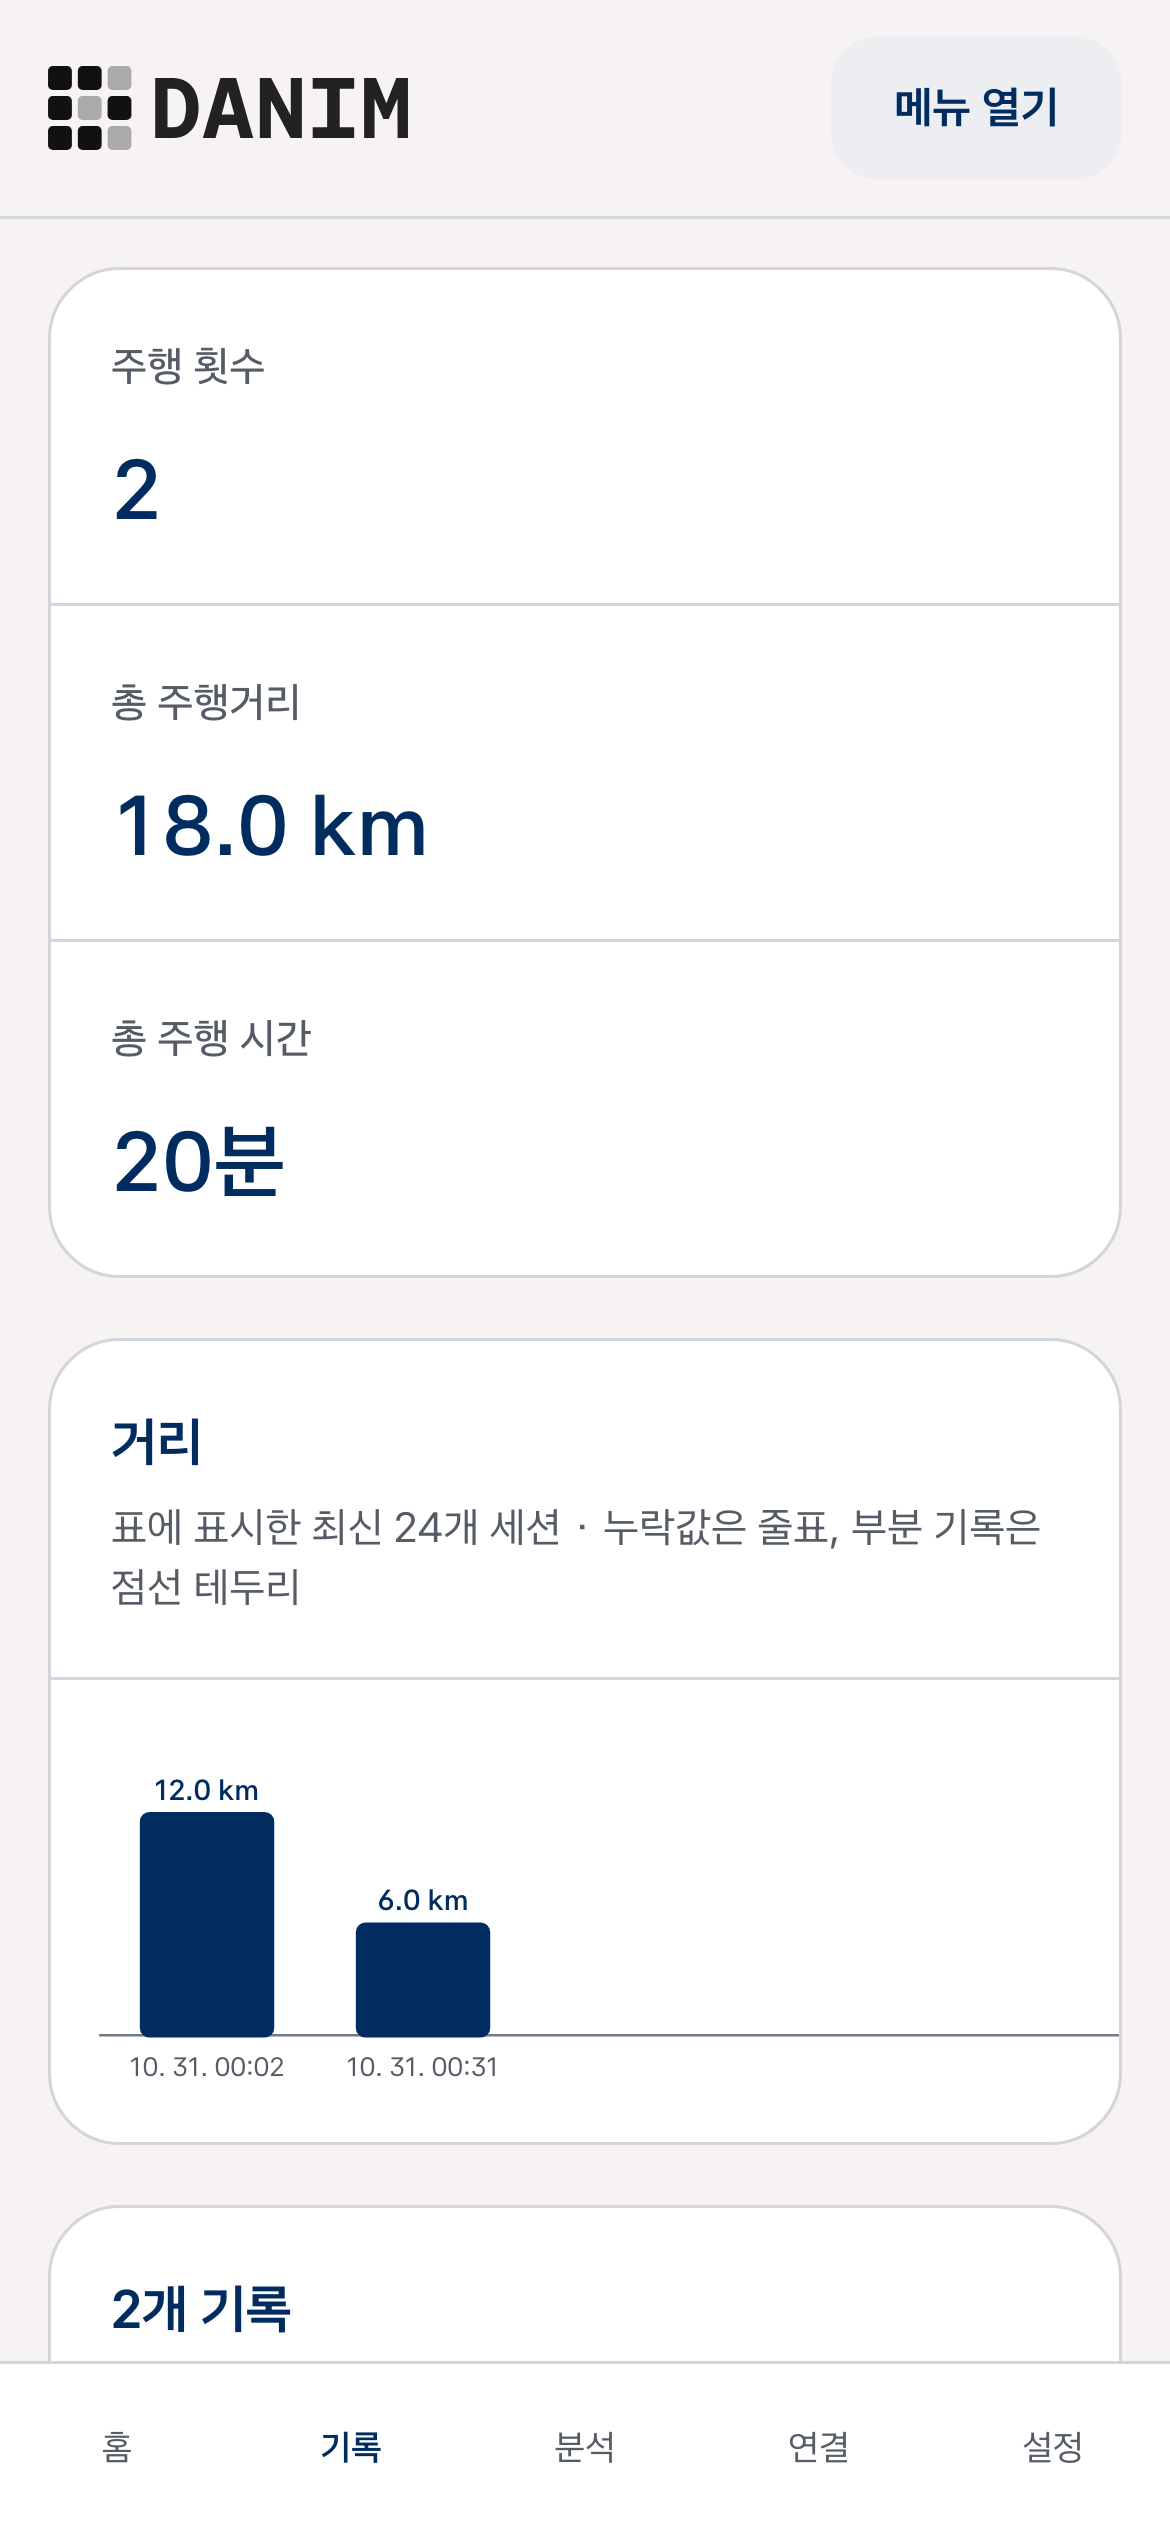 DANIM
메뉴 열기
주행 횟수
2
총 주행거리
18.0 km
총 주행 시간
20분
거리
표에 표시한 최신 24개 세션 · 누락값은 줄표, 부분 기록은
점선 테두리
12.0 km
6.0 km
10. 31. 00:02
10. 31. 00:31
2개 기록
홈
기록
분석
연결
설정